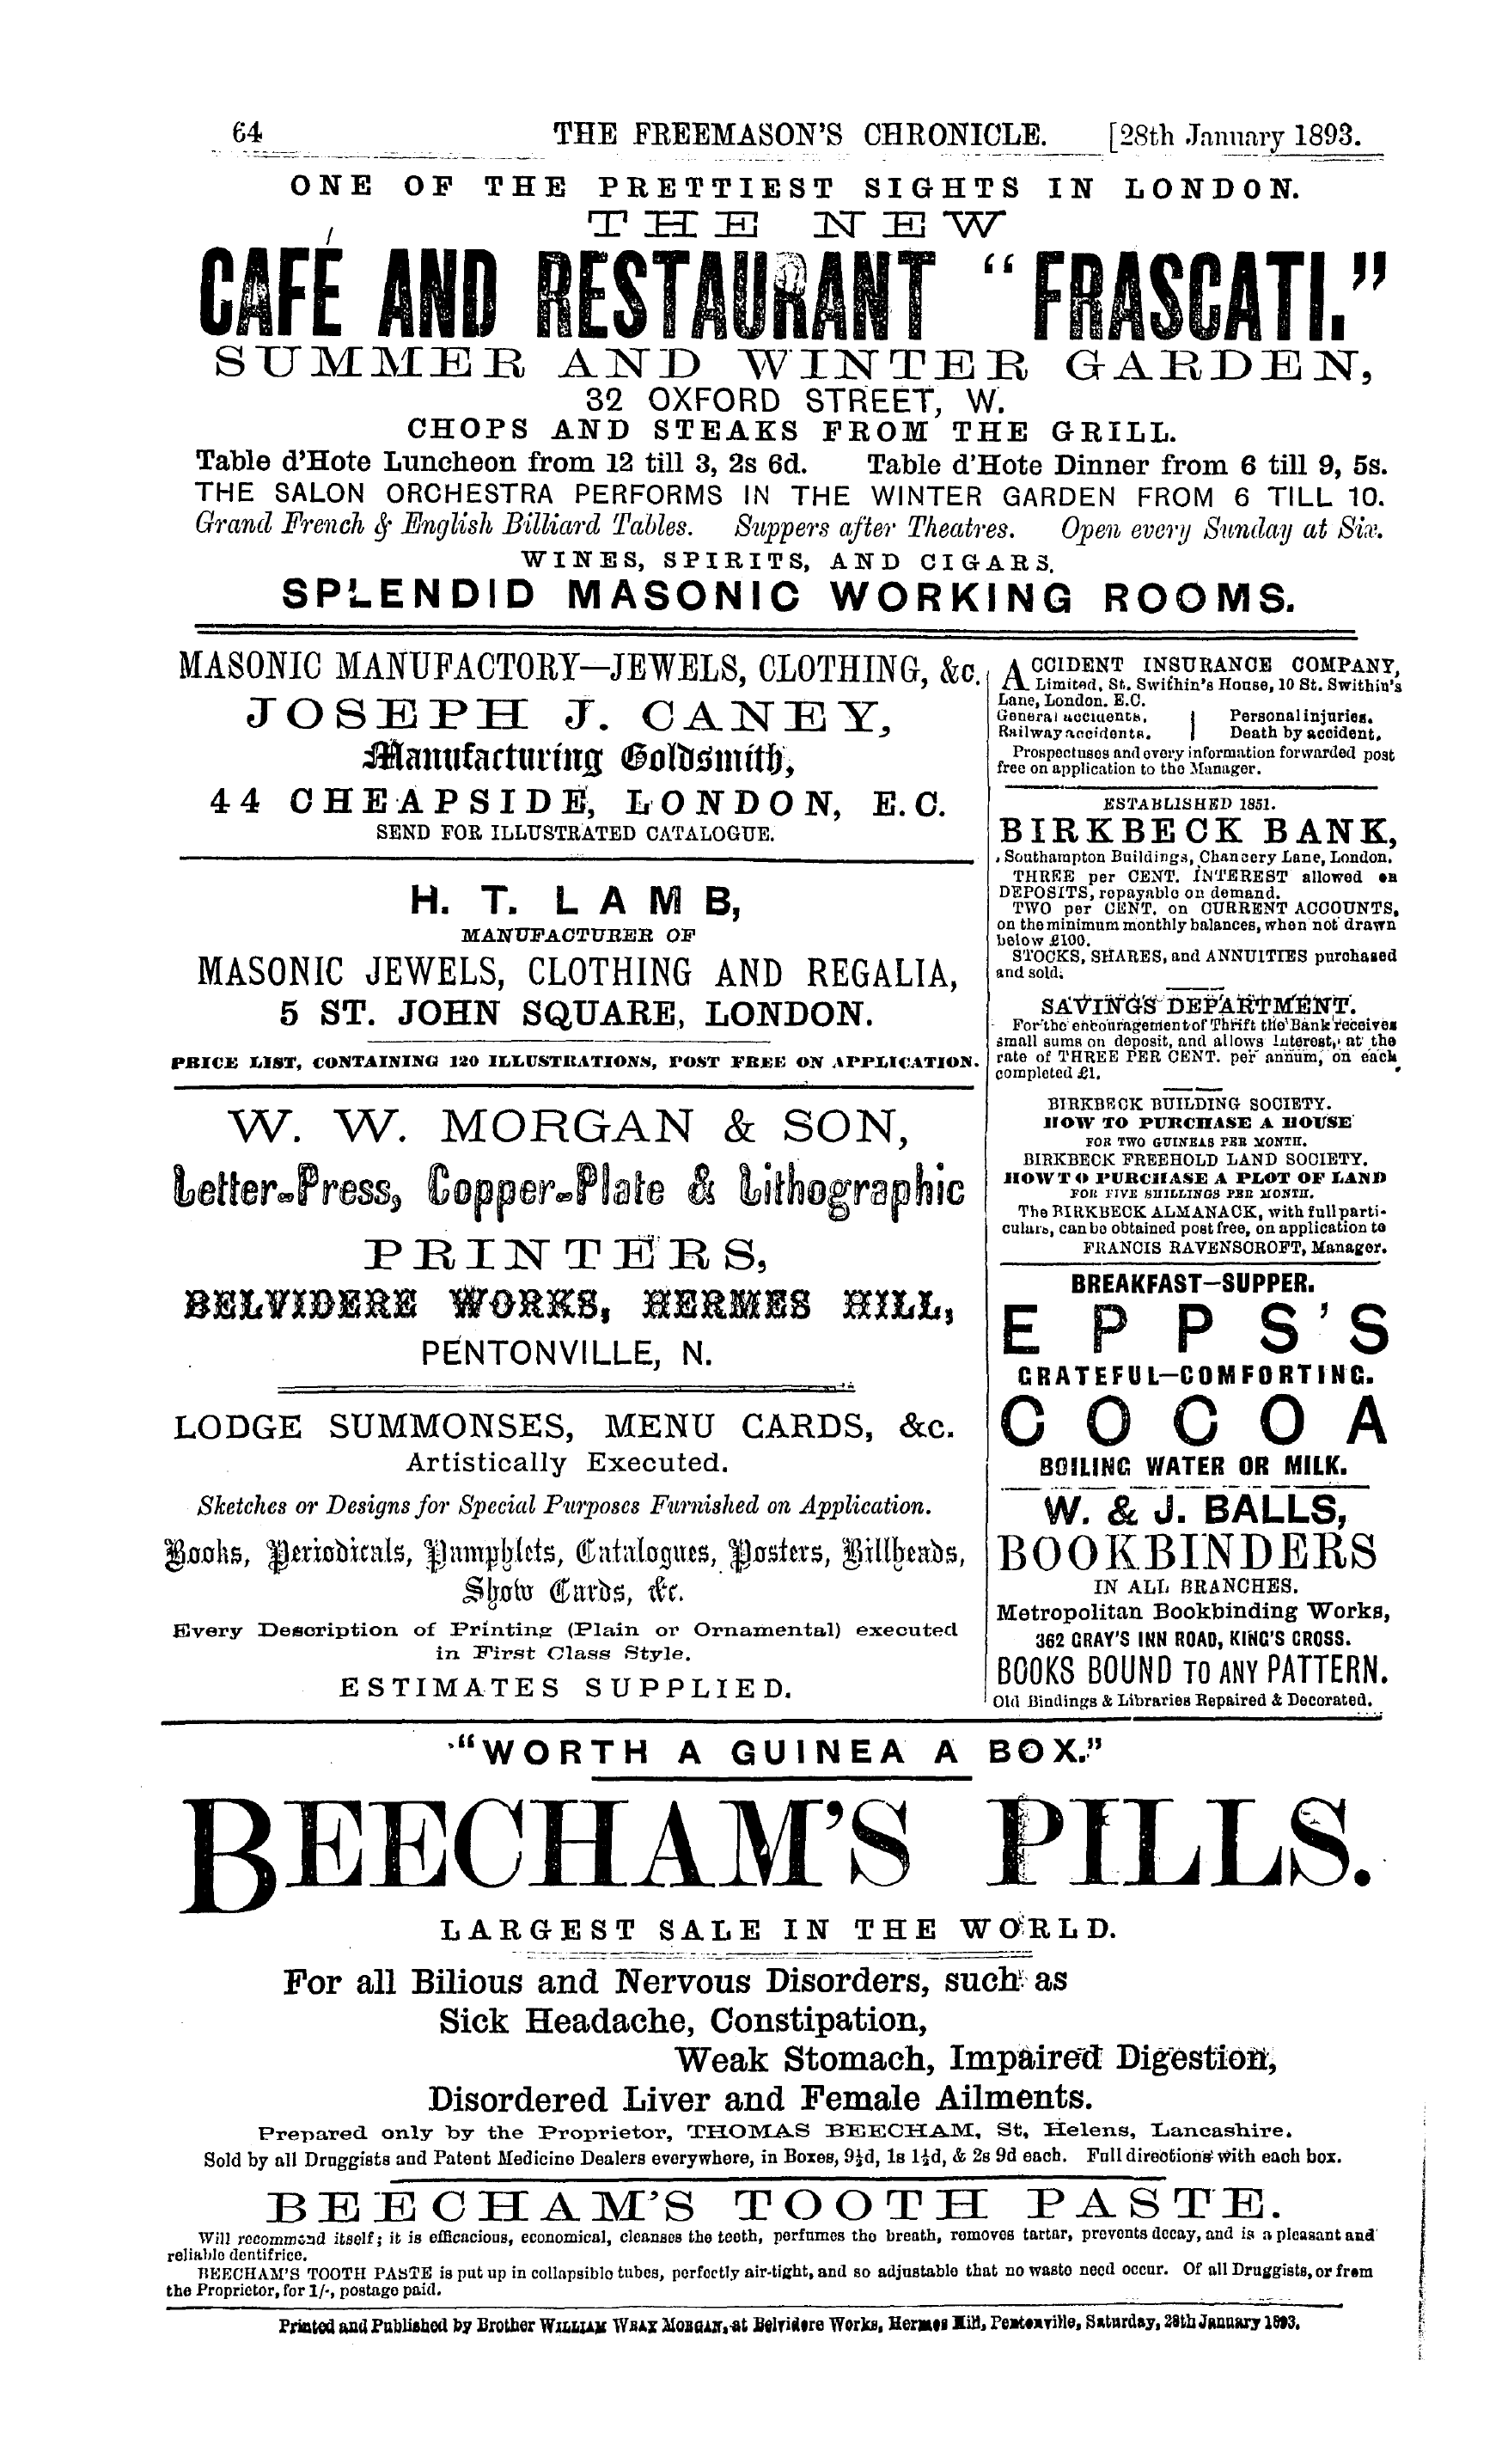 64 THE FREEMASON'S CHRONICLE. [28th January 1893.
ONE OF THE PRETTIEST SIGHTS IN LONDON.
THE NEW
CAFÉ AND RESTAURANT "FRASCATI."
SUMMER AND WINTER GARDEN,
32 OXFORD STREET, W.
CHOPS AND STEAKS FROM THE GRILL.
Table d'Hote Luncheon from 12 till 3, 2s 6d. Table d'Hote Dinner from 6 till 9, 5s.
THE SALON ORCHESTRA PERFORMS IN THE WINTER GARDEN FROM 6 TILL 10.
Grand French & English Billiard Tables. Suppers after Theatres. Open every Sunday at Six.
WINES, SPIRITS, AND CIGARS.
SPLENDID MASONIC WORKING ROOMS.
MASONIC MANUFACTORY—JEWELS, CLOTHING, &c.
JOSEPH J. CANEY,
Manufacturing Goldsmith,
44 CHEAPSIDE, LONDON, E.C.
SEND FOR ILLUSTRATED CATALOGUE.
H. T. LAMB,
MANUFACTURER OF
MASONIC JEWELS, CLOTHING AND REGALIA,
5 ST. JOHN SQUARE, LONDON.
PRICE LIST, CONTAINING 120 ILLUSTRATIONS, POST FREE ON APPLICATION.
W. W. MORGAN & SON,
Letter-Press, Copper-Plate & Lithographic
PRINTERS,
BELVIDERE WORKS, HERMES HILL,
PENTONVILLE, N.
LODGE SUMMONSES, MENU CARDS, &c.
Artistically Executed.
Sketches or Designs for Special Purposes Furnished on Application.
Books, Periodicals, Pamphlets, Catalogues, Posters, Billheads,
Show Cards, &c.
Every Description of Printing (Plain or Ornamental) executed
in First Class Style.
ESTIMATES SUPPLIED.
ACCIDENT INSURANCE COMPANY,
Limited, St. Swithin's House, 10 St. Swithin's
Lane, London. E.C.
General accidents. | Personal injuries.
Railway accidents. | Death by accident.
Prospectuses and every information forwarded post
free on application to the Manager.
ESTABLISHED 1851.
BIRKBECK BANK,
Southampton Buildings, Chancery Lane, London.
THREE per CENT. INTEREST allowed on
DEPOSITS, repayable on demand.
TWO per CENT. on CURRENT ACCOUNTS,
on the minimum monthly balances, when not drawn
below £100.
STOCKS, SHARES, and ANNUITIES purchased
and sold.
SAVINGS DEPARTMENT.
For the encouragement of Thrift the Bank receives
small sums on deposit, and allows Interest, at the
rate of THREE PER CENT. per annum, on each
completed £1.
BIRKBECK BUILDING SOCIETY.
HOW TO PURCHASE A HOUSE
FOR TWO GUINEAS PER MONTH.
BIRKBECK FREEHOLD LAND SOCIETY.
HOW TO PURCHASE A PLOT OF LAND
FOR FIVE SHILLINGS PER MONTH.
The BIRKBECK ALMANACK, with full parti-
culars, can be obtained post free, on application to
FRANCIS RAVENSCROFT, Manager.
BREAKFAST—SUPPER.
EPPS'S
GRATEFUL—COMFORTING.
COCOA
BOILING WATER OR MILK.
W. & J. BALLS,
BOOKBINDERS
IN ALL BRANCHES.
Metropolitan Bookbinding Works,
362 GRAY'S INN ROAD, KING'S CROSS.
BOOKS BOUND TO ANY PATTERN.
Old Bindings & Libraries Repaired & Decorated.
"WORTH A GUINEA A BOX."
BEECHAM'S PILLS.
LARGEST SALE IN THE WORLD.
For all Bilious and Nervous Disorders, such as
Sick Headache, Constipation,
Weak Stomach, Impaired Digestion,
Disordered Liver and Female Ailments.
Prepared only by the Proprietor, THOMAS BEECHAM, St, Helens, Lancashire.
Sold by all Druggists and Patent Medicine Dealers everywhere, in Boxes, 9½d, 1s 1½d, & 2s 9d each. Full directions with each box.
BEECHAM'S TOOTH PASTE.
Will recommend itself; it is efficacious, economical, cleanses the teeth, perfumes the breath, removes tartar, prevents decay, and is a pleasant and
reliable dentifrice.
BEECHAM'S TOOTH PASTE is put up in collapsible tubes, perfectly air-tight, and so adjustable that no waste need occur. Of all Druggists, or from
the Proprietor, for 1/-, postage paid.
Printed and Published by Brother WILLIAM WRAY MORGAN, at Belvidere Works, Hermes Hill, Pentonville, Saturday, 28th January 1893.